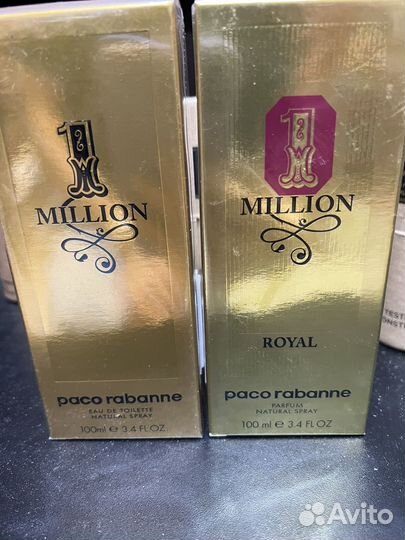 1
MILLION
paco rabanne
EAU DE TOILETTE
NATURAL SPRAY
100ml e 3.4 FL.OZ
1
MILLION
ROYAL
paco rabanne
PARFUM
NATURAL SPRAY
100 ml e 3.4 FL.OZ
TEST
Avito